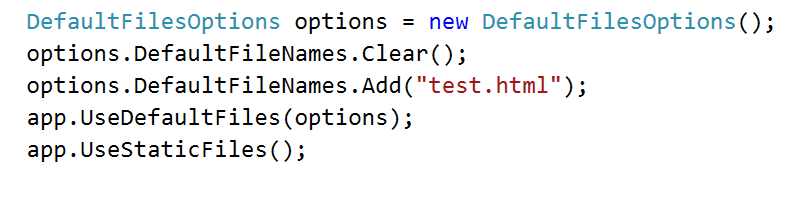 DefaultFilesOptions options = new DefaultFilesOptions();
options.DefaultFileNames.Clear();
options.DefaultFileNames.Add("test.html");
app.UseDefaultFiles(options);
app.UseStaticFiles();